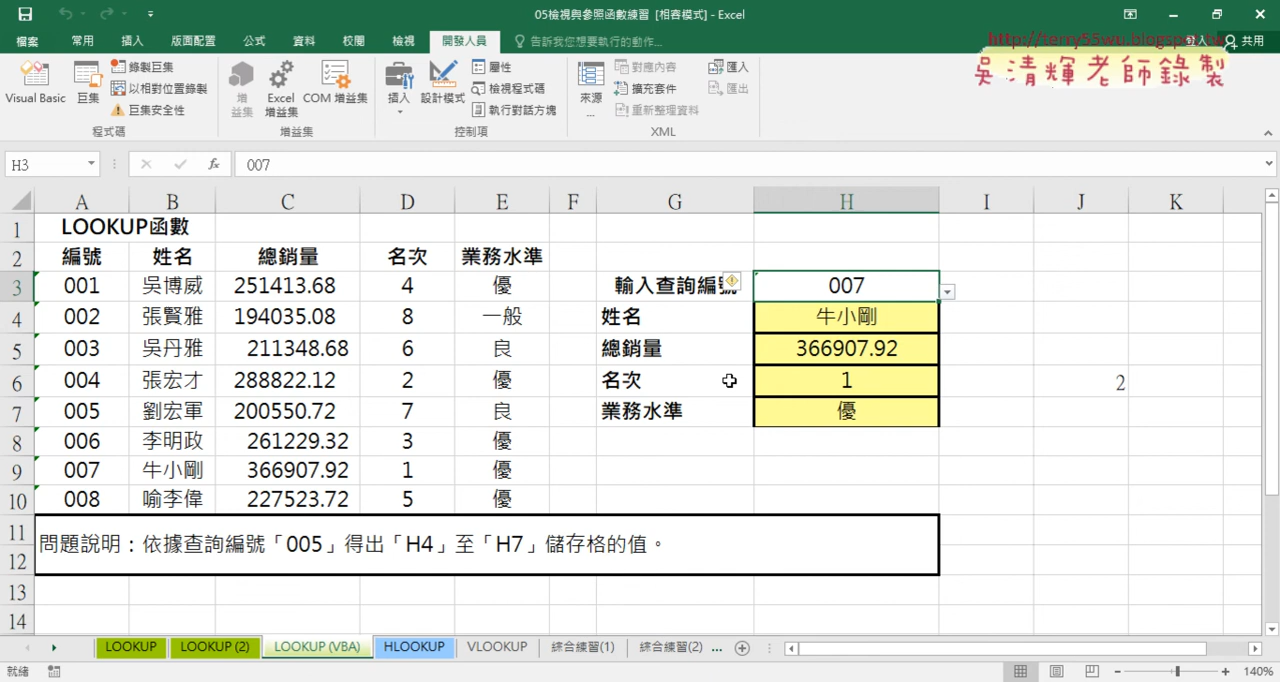 05檢視與參照函數練習 [相容模式] - Excel
http://terry55wu.blogspot.tw
吳清輝老師錄製
檔案 常用 插入 版面配置 公式 資料 校閱 檢視 開發人員 告訴我您想要執行的動作... 共用
Visual Basic 巨集 錄製巨集 以相對位置錄製 巨集安全性 程式碼
增益集 Excel 增益集 COM 增益集 增益集
插入 設計模式 屬性 檢視程式碼 執行對話方塊 控制項
來源 ... 對應內容 擴充套件 重新整理資料 匯入 匯出 XML
H3 fx 007
A B C D E F G H I J K
1 LOOKUP函數
2 編號 姓名 總銷量 名次 業務水準
3 001 吳博威 251413.68 4 優 輸入查詢編號 007
4 002 張賢雅 194035.08 8 一般 姓名 牛小剛
5 003 吳丹雅 211348.68 6 良 總銷量 366907.92
6 004 張宏才 288822.12 2 優 名次 1 2
7 005 劉宏軍 200550.72 7 良 業務水準 優
8 006 李明政 261229.32 3 優
9 007 牛小剛 366907.92 1 優
10 008 喻李偉 227523.72 5 優
11
問題說明：依據查詢編號「005」得出「H4」至「H7」儲存格的值。
12
13
14
LOOKUP LOOKUP (2) LOOKUP (VBA) HLOOKUP VLOOKUP 綜合練習(1) 綜合練習(2) ...
就緒 140%